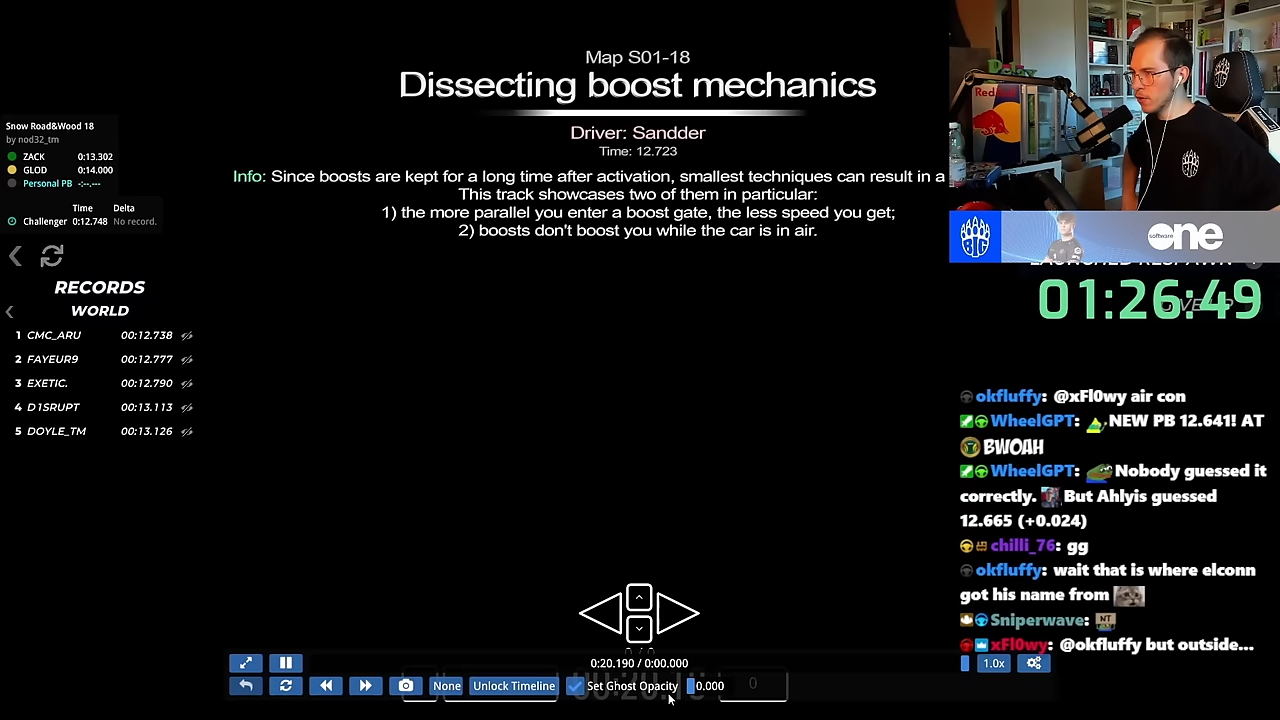 Map S01-18
Dissecting boost mechanics
Driver: Sandder
Time: 12.723
Info: Since boosts are kept for a long time after activation, smallest techniques can result in a
This track showcases two of them in particular:
1) the more parallel you enter a boost gate, the less speed you get;
2) boosts don't boost you while the car is in air.
Snow Road&Wood 18
by nod32_tm
ZACK 0:13.302
GLOD 0:14.000
Personal PB -:--.---
Time Delta
Challenger 0:12.748 No record.
RECORDS
WORLD
1 CMC_ARU 00:12.738
2 FAYEUR9 00:12.777
3 EXETIC. 00:12.790
4 D1SRUPT 00:13.113
5 DOYLE_TM 00:13.126
Red
BIG
software one
01:26:49
okfluffy: @xFl0wy air con
WheelGPT: NEW PB 12.641! AT
BWOAH
WheelGPT: Nobody guessed it
correctly. But Ahlyis guessed
12.665 (+0.024)
chilli_76: gg
okfluffy: wait that is where elconn
got his name from
Sniperwave: NT
xFl0wy: @okfluffy but outside...
0:20.190 / 0:00.000
1.0x
None
Unlock Timeline
Set Ghost Opacity
0.000
0